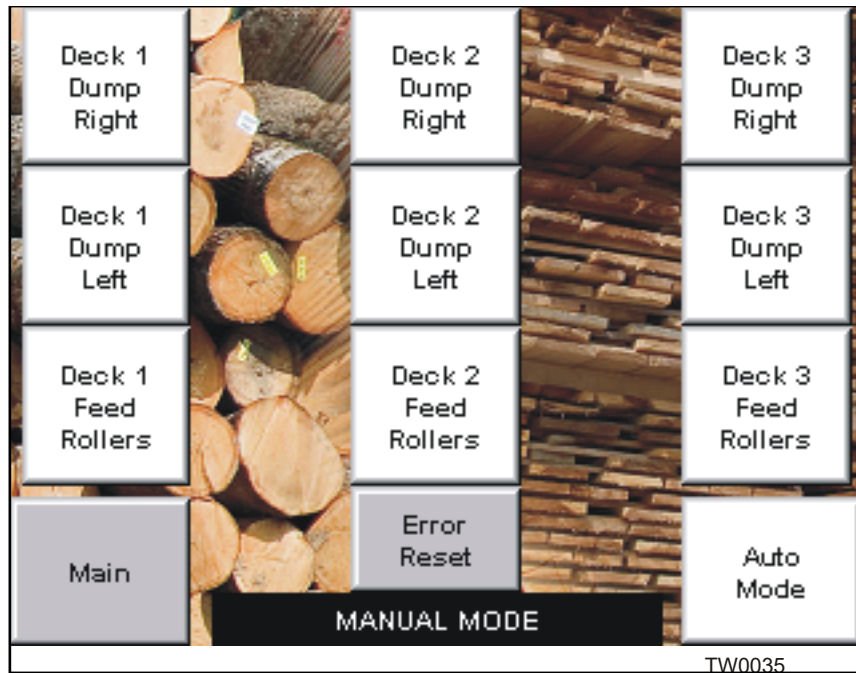 Deck 1
Dump
Right
Deck 2
Dump
Right
Deck 3
Dump
Right
Deck 1
Dump
Left
Deck 2
Dump
Left
Deck 3
Dump
Left
Deck 1
Feed
Rollers
Deck 2
Feed
Rollers
Deck 3
Feed
Rollers
Main
Error
Reset
Auto
Mode
MANUAL MODE
TW0035